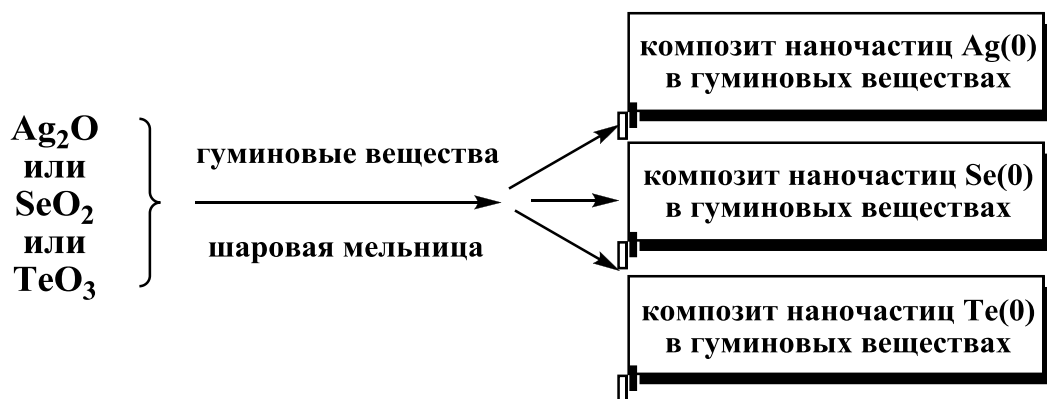 Ag₂O
или
SeO₂
или
TeO₃
гуминовые вещества
шаровая мельница
композит наночастиц Ag(0)
в гуминовых веществах
композит наночастиц Se(0)
в гуминовых веществах
композит наночастиц Te(0)
в гуминовых веществах